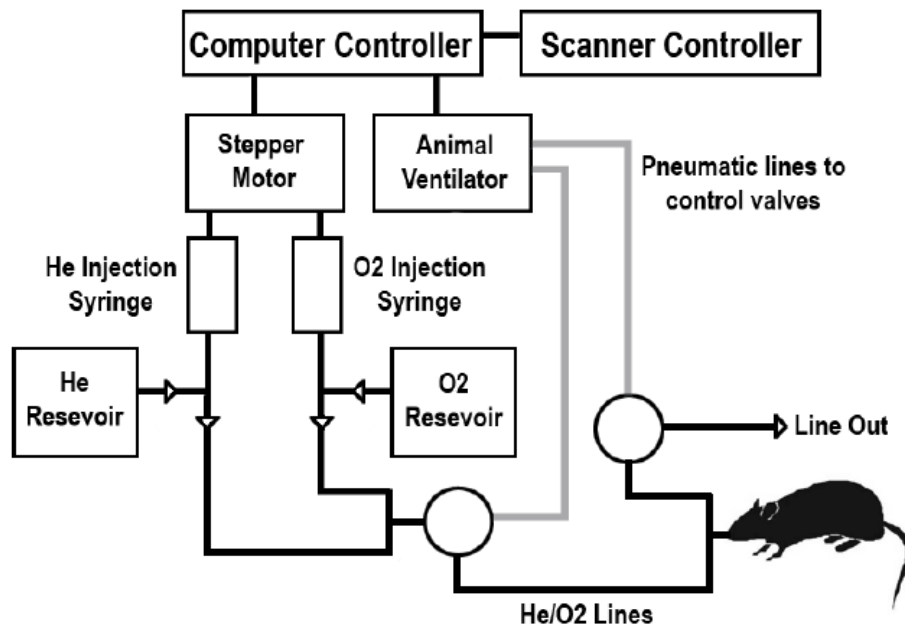 Computer Controller
Scanner Controller
Stepper
Motor
Animal
Ventilator
Pneumatic lines to
control valves
He Injection
Syringe
O2 Injection
Syringe
He
Resevoir
O2
Resevoir
Line Out
He/O2 Lines